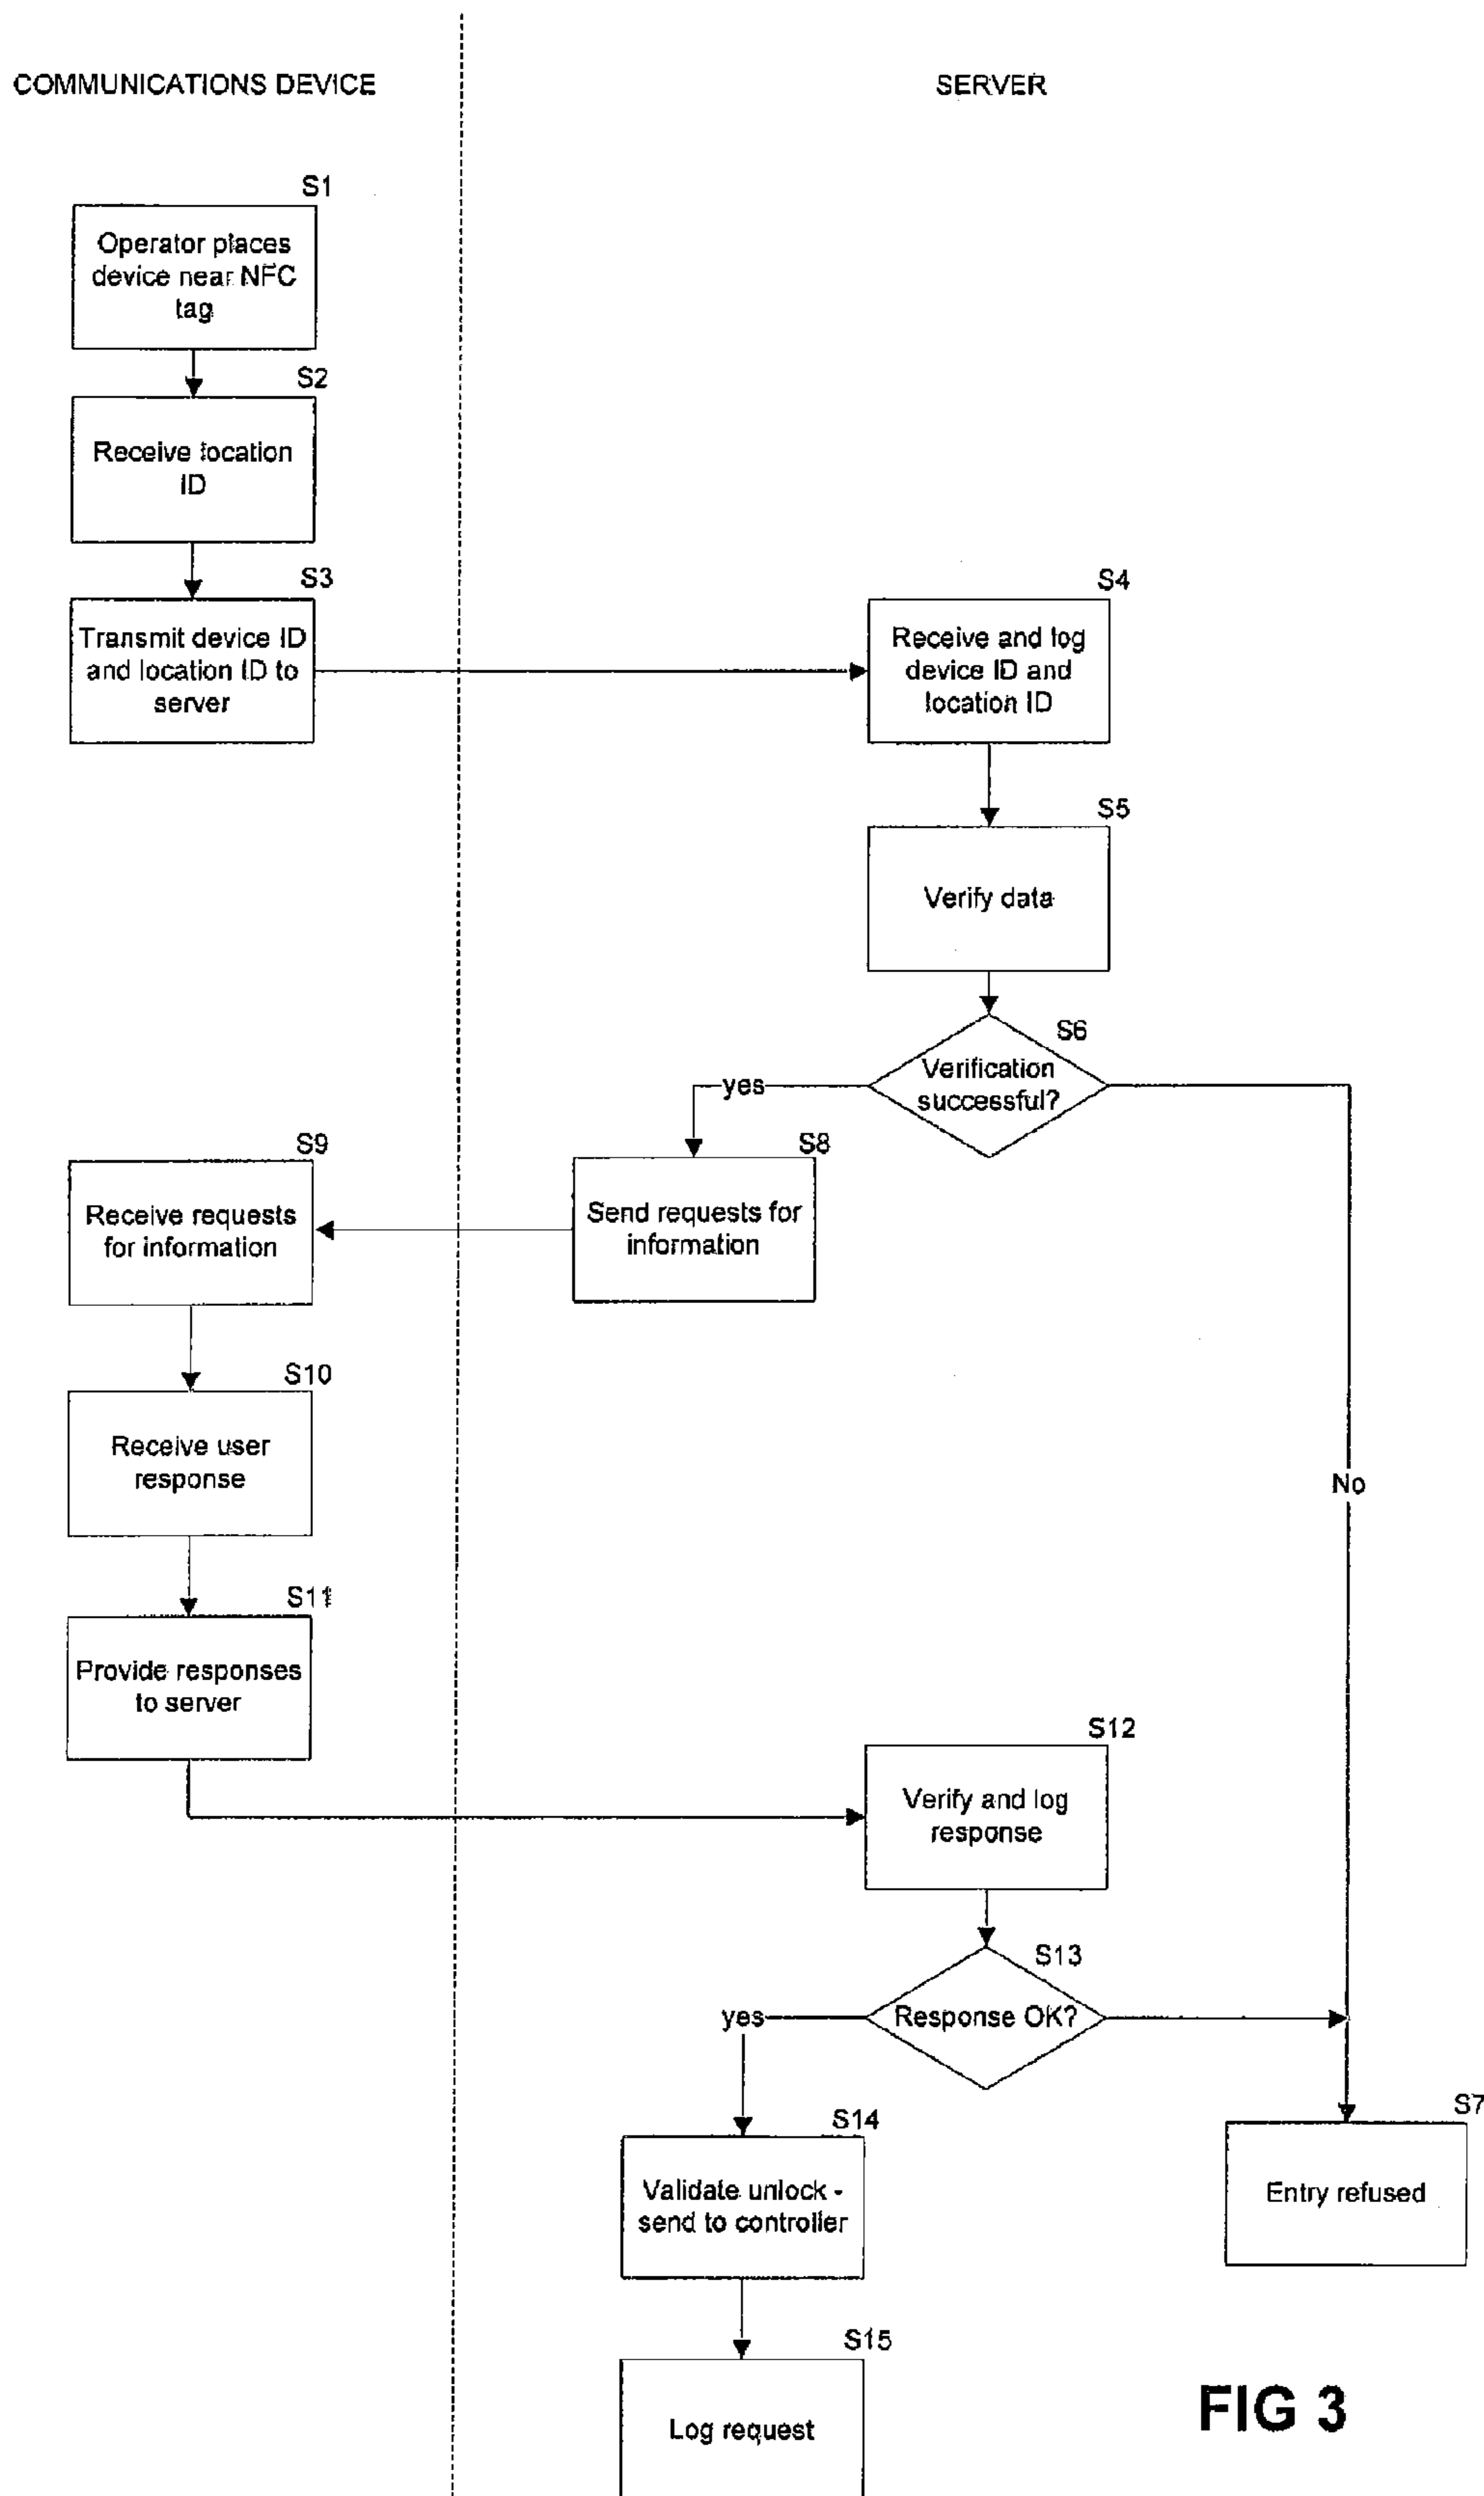 COMMUNICATIONS DEVICE
SERVER
S1
Operator places
device near NFC
tag
S2
Receive location
ID
S3
Transmit device ID
and location ID to
server
S4
Receive and log
device ID and
location ID
S5
Verify data
S6
Verification
successful?
yes
No
S8
Send requests for
information
S9
Receive requests
for information
S10
Receive user
response
S11
Provide responses
to server
S12
Verify and log
response
S13
Response OK?
yes
S7
Entry refused
S14
Validate unlock -
send to controller
S15
Log request
FIG 3